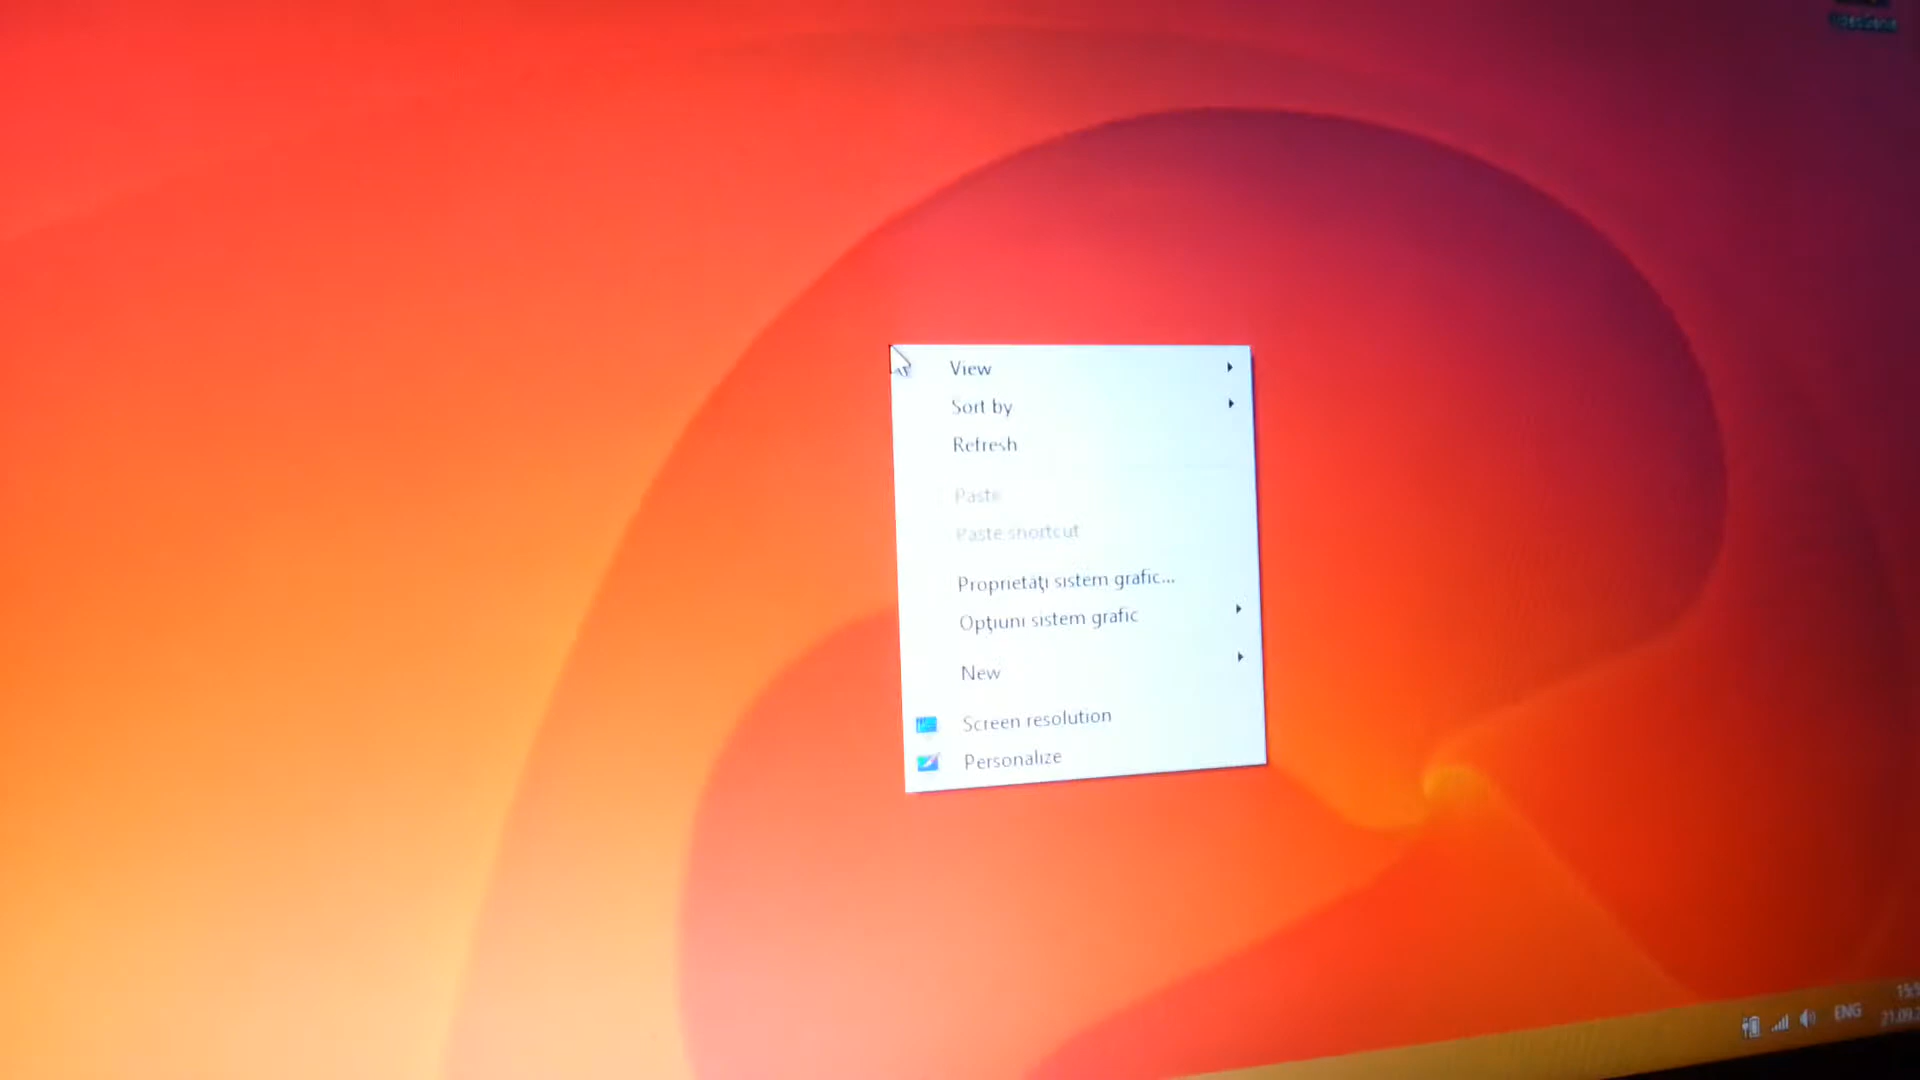 View
Sort by
Refresh
Paste
Paste shortcut
Proprietăţi sistem grafic...
Opţiuni sistem grafic
New
Screen resolution
Personalize
ENG